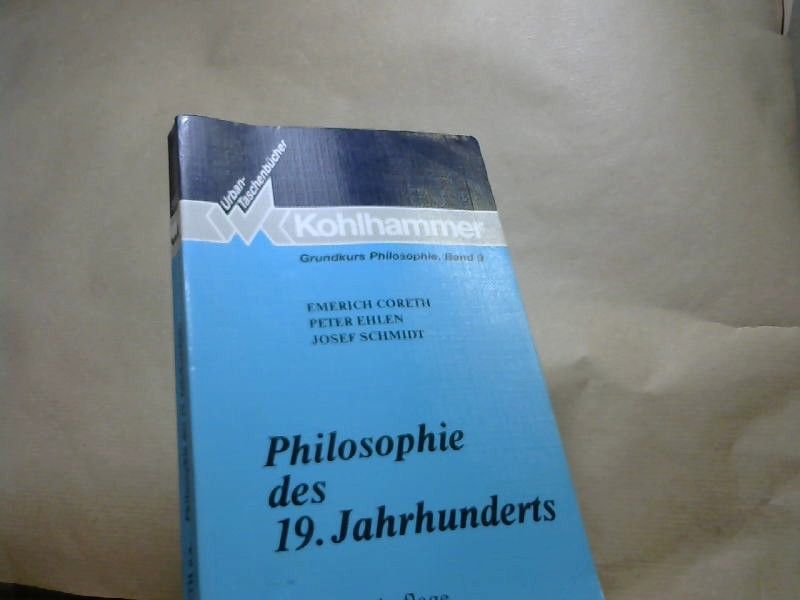 Urban-
Taschenbücher
Kohlhammer
Grundkurs Philosophie, Band 9
EMERICH CORETH
PETER EHLEN
JOSEF SCHMIDT
Philosophie
des
19. Jahrhunderts